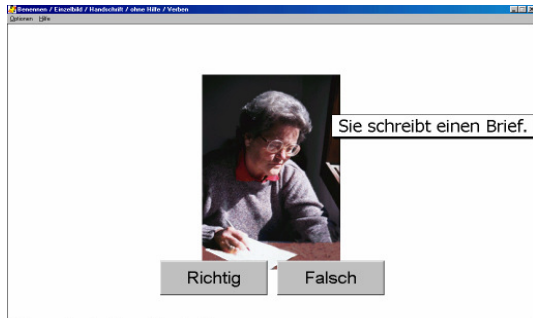 Benennen / Einzelbild / Handschrift / ohne Hilfe / Verben
Optionen Hilfe
Sie schreibt einen Brief.
Richtig Falsch